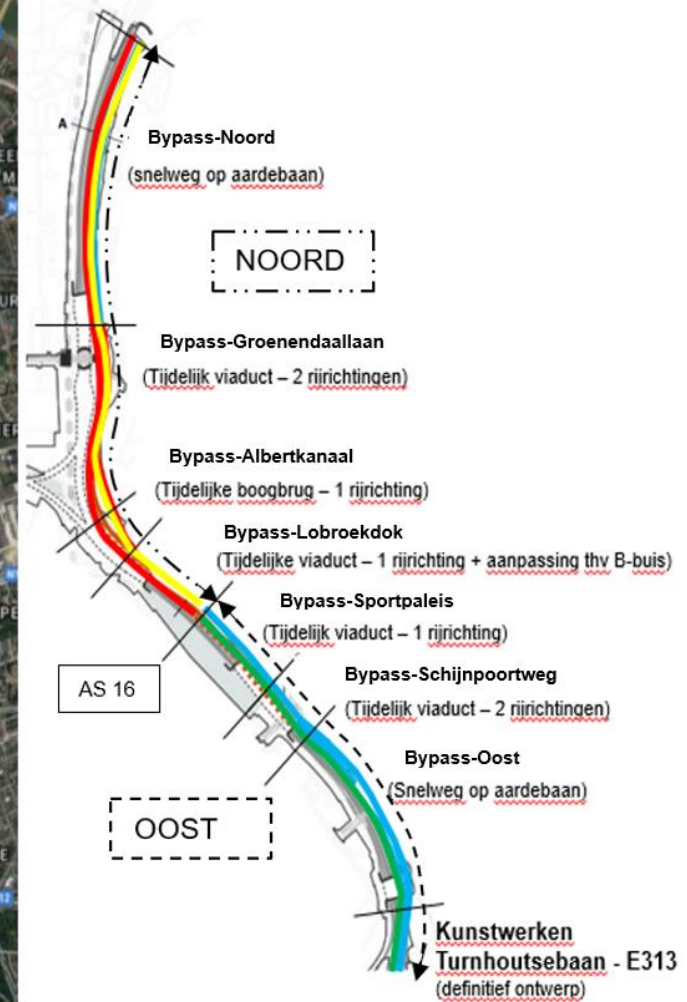 A
Bypass-Noord
(snelweg op aardebaan)
NOORD
Bypass-Groenendaallaan
(Tijdelijk viaduct – 2 rijrichtingen)
Bypass-Albertkanaal
(Tijdelijke boogbrug – 1 rijrichting)
Bypass-Lobroekdok
(Tijdelijke viaduct – 1 rijrichting + aanpassing thv B-buis)
Bypass-Sportpaleis
(Tijdelijk viaduct – 1 rijrichting)
AS 16
Bypass-Schijnpoortweg
(Tijdelijk viaduct – 2 rijrichtingen)
Bypass-Oost
(Snelweg op aardebaan)
OOST
Kunstwerken
Turnhoutsebaan - E313
(definitief ontwerp)